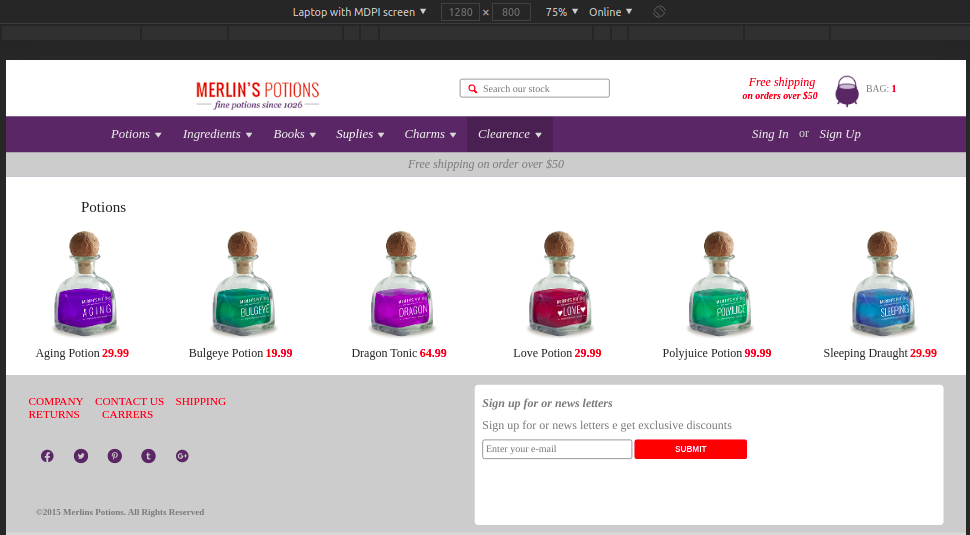 Laptop with MDPI screen ▼ 1280 × 800 75% ▼ Online ▼
MERLIN'S POTIONS
fine potions since 1026
Search our stock
Free shipping
on orders over $50
BAG: 1
Potions Ingredients Books Suplies Charms Clearence Sing In or Sign Up
Free shipping on order over $50
Potions
AGING
BULGEYE
DRAGON
♥LOVE♥
POLYJUICE
SLEEPING
Aging Potion 29.99
Bulgeye Potion 19.99
Dragon Tonic 64.99
Love Potion 29.99
Polyjuice Potion 99.99
Sleeping Draught 29.99
COMPANY CONTACT US SHIPPING
RETURNS CARRERS
©2015 Merlins Potions. All Rights Reserved
Sign up for or news letters
Sign up for or news letters e get exclusive discounts
Enter your e-mail
SUBMIT